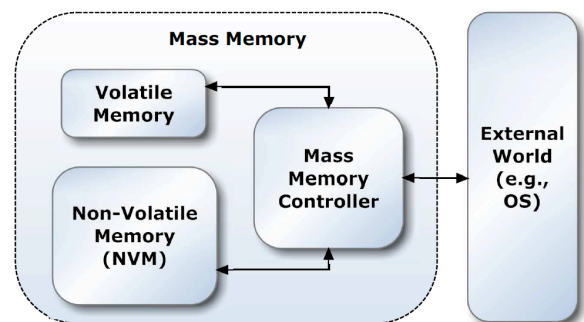 Mass Memory
Volatile
Memory
Non-Volatile
Memory
(NVM)
Mass
Memory
Controller
External
World
(e.g.,
OS)